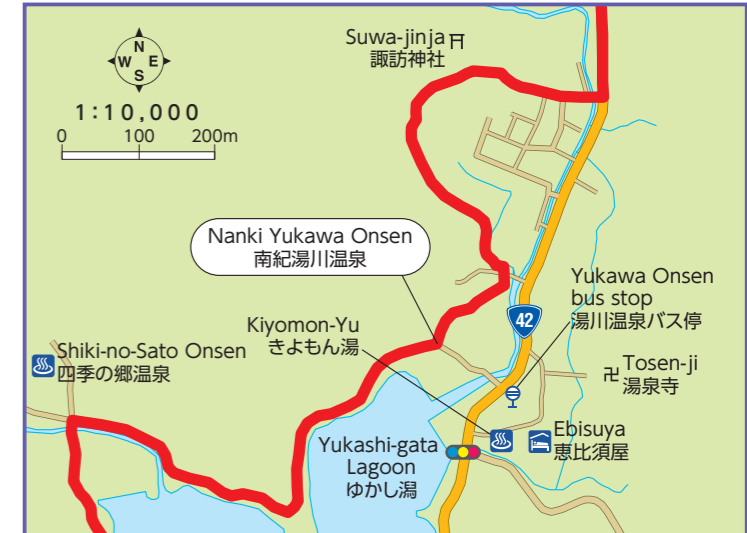 N
W E
S
1:10,000
0 100 200m
Suwa-jinja
諏訪神社
Nanki Yukawa Onsen
南紀湯川温泉
Yukawa Onsen
bus stop
湯川温泉バス停
42
Kiyomon-Yu
きよもん湯
Shiki-no-Sato Onsen
四季の郷温泉
卍 Tosen-ji
湯泉寺
Ebisuya
恵比須屋
Yukashi-gata
Lagoon
ゆかし潟